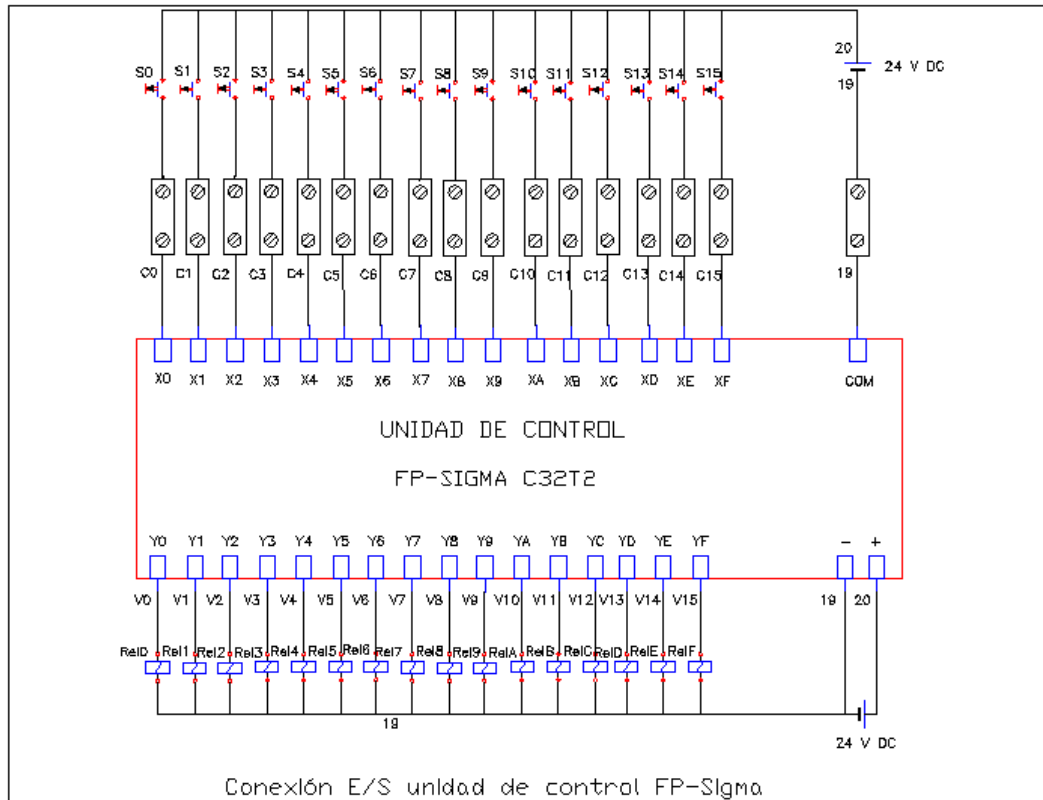 20
S0 S1 S2 S3 S4 S5 S6 S7 S8 S9 S10 S11 S12 S13 S14 S15
24 V DC
19
C0 C1 C2 C3 C4 C5 C6 C7 C8 C9 C10 C11 C12 C13 C14 C15 19
X0 X1 X2 X3 X4 X5 X6 X7 X8 X9 XA XB XC XD XE XF COM
UNIDAD DE CONTROL
FP-SIGMA C32T2
Y0 Y1 Y2 Y3 Y4 Y5 Y6 Y7 Y8 Y9 YA YB YC YD YE YF - +
V0 V1 V2 V3 V4 V5 V6 V7 V8 V9 V10 V11 V12 V13 V14 V15 19 20
Rel0 Rel1 Rel2 Rel3 Rel4 Rel5 Rel6 Rel7 Rel8 Rel9 RelA RelB RelC RelD RelE RelF
19
24 V DC
Conexión E/S unidad de control FP-Sigma